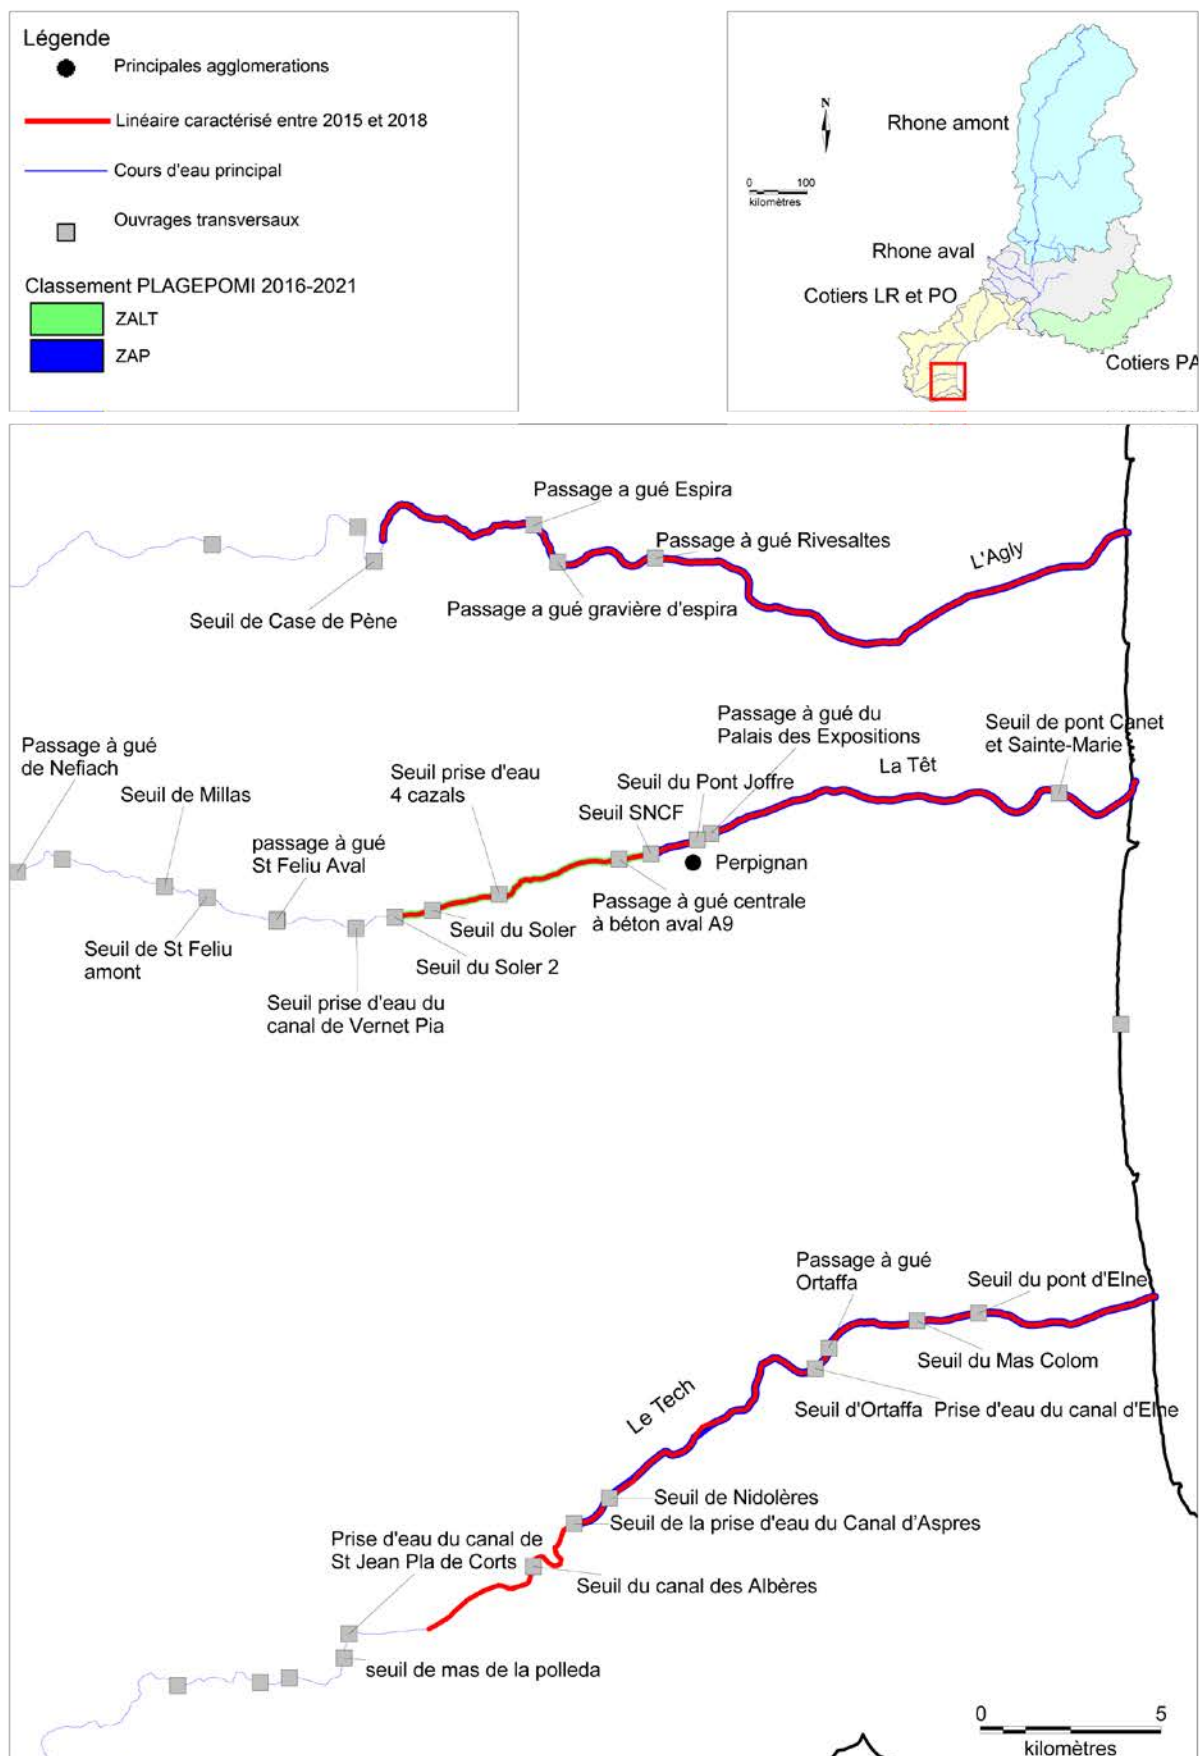 Légende
Principales agglomerations
Linéaire caractérisé entre 2015 et 2018
Cours d'eau principal
Ouvrages transversaux
Classement PLAGEPOMI 2016-2021
ZALT
ZAP
N
0 100
kilomètres
Rhone amont
Rhone aval
Cotiers LR et PO
Cotiers PA
Passage a gué Espira
Passage à gué Rivesaltes
L'Agly
Passage a gué gravière d'espira
Seuil de Case de Pène
Passage à gué
de Nefiach
Seuil de Millas
passage à gué
St Feliu Aval
Seuil prise d'eau
4 cazals
Seuil SNCF
Seuil du Pont Joffre
Passage à gué du
Palais des Expositions
La Têt
Seuil de pont Canet
et Sainte-Marie
Perpignan
Passage à gué centrale
à béton aval A9
Seuil du Soler
Seuil du Soler 2
Seuil de St Feliu
amont
Seuil prise d'eau du
canal de Vernet Pia
Passage à gué
Ortaffa
Seuil du pont d'Elne
Seuil du Mas Colom
Seuil d'Ortaffa Prise d'eau du canal d'Elne
Le Tech
Seuil de Nidolères
Seuil de la prise d'eau du Canal d'Aspres
Prise d'eau du canal de
St Jean Pla de Corts
Seuil du canal des Albères
seuil de mas de la polleda
0 5
kilomètres